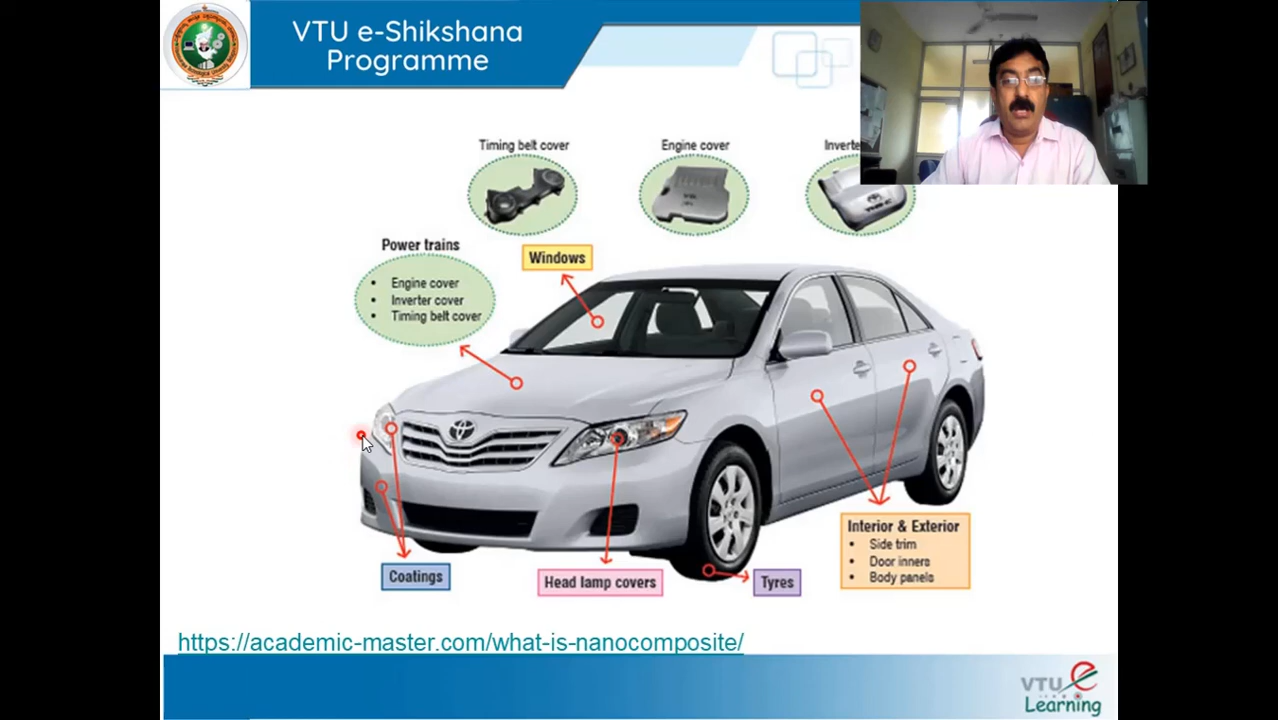 VTU e-Shikshana
Programme
Timing belt cover
Engine cover
Power trains
• Engine cover
• Inverter cover
• Timing belt cover
Windows
Coatings
Head lamp covers
Tyres
Interior & Exterior
• Side trim
• Door inners
• Body panels
https://academic-master.com/what-is-nanocomposite/
VTU e
Learning